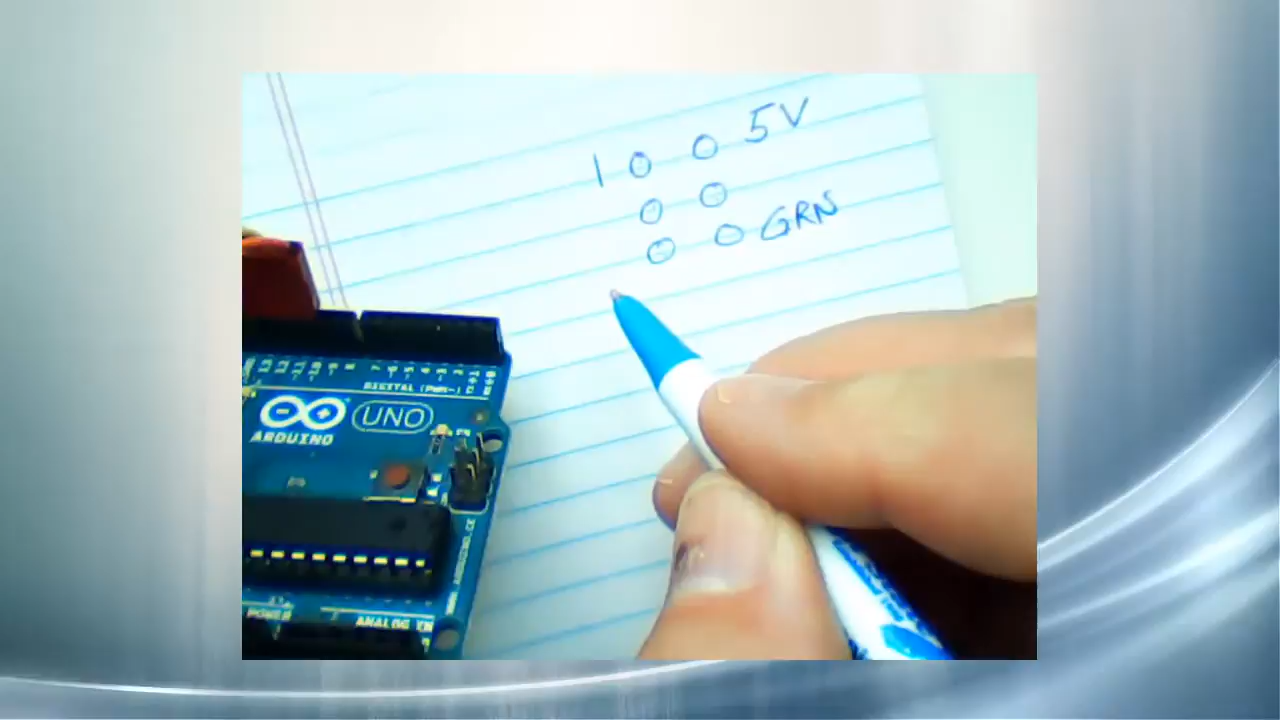 1 5V
GRN
DIGITAL (PWM~)
UNO
ARDUINO
POWER
ANALOG IN